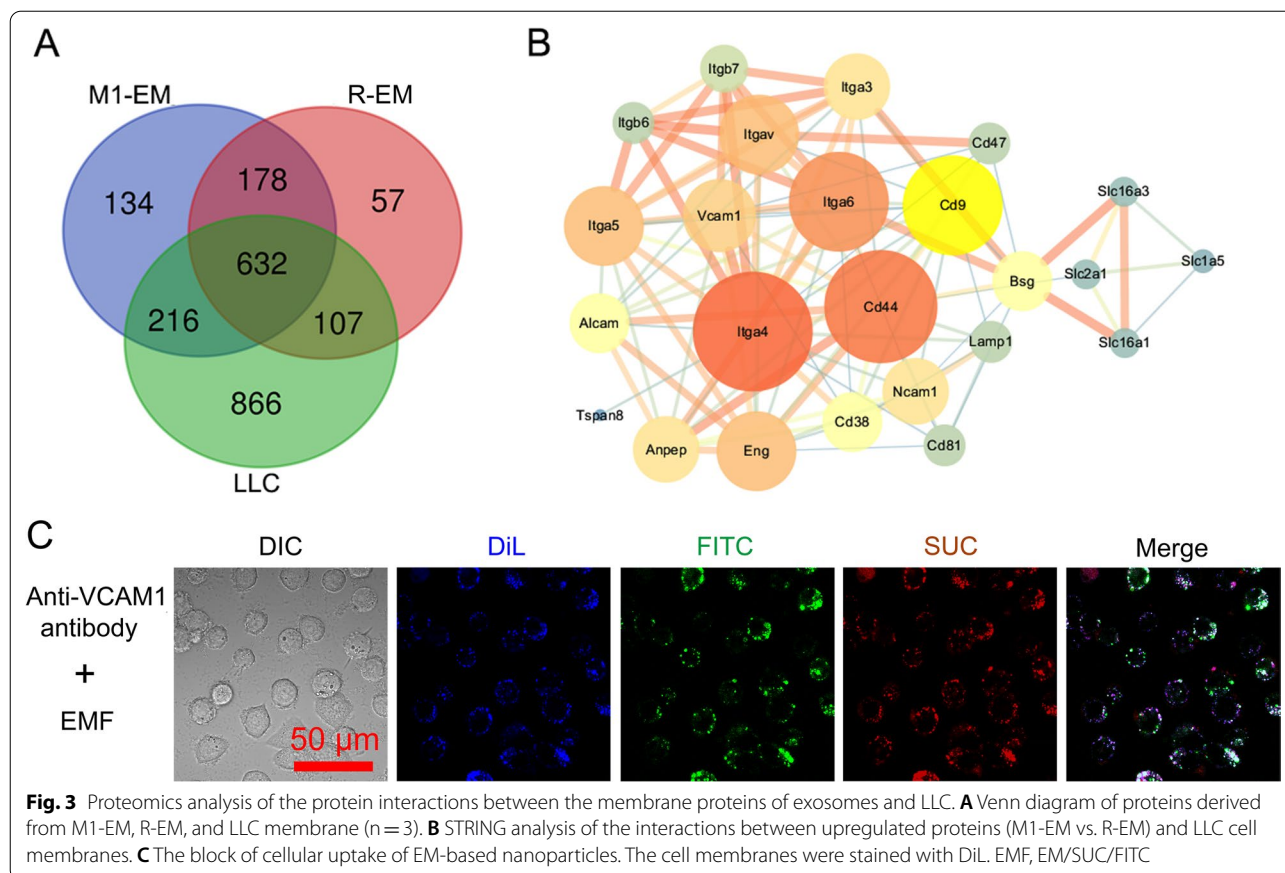 A
M1-EM
R-EM
134
178
57
632
216
107
866
LLC
B
Itgb7
Itga3
Itgb6
Itgav
Cd47
Itga5
Vcam1
Itga6
Cd9
Slc16a3
Slc2a1
Slc1a5
Bsg
Alcam
Itga4
Cd44
Lamp1
Slc16a1
Tspan8
Ncam1
Cd38
Anpep
Eng
Cd81
C
DIC
DiL
FITC
SUC
Merge
Anti-VCAM1
antibody
+
EMF
50 μm
Fig. 3 Proteomics analysis of the protein interactions between the membrane proteins of exosomes and LLC. A Venn diagram of proteins derived
from M1-EM, R-EM, and LLC membrane (n = 3). B STRING analysis of the interactions between upregulated proteins (M1-EM vs. R-EM) and LLC cell
membranes. C The block of cellular uptake of EM-based nanoparticles. The cell membranes were stained with DiL. EMF, EM/SUC/FITC